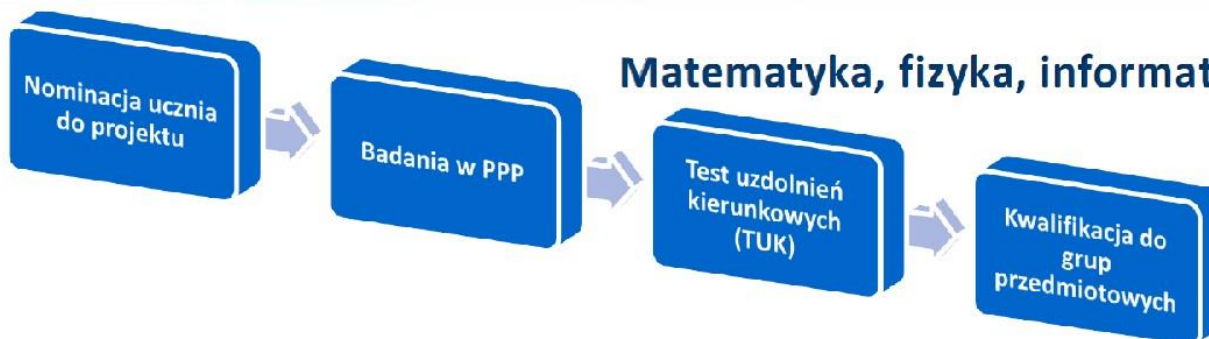 Matematyka, fizyka, informat
Nominacja ucznia
do projektu
Badania w PPP
Test uzdolnień
kierunkowych
(TUK)
Kwalifikacja do
grup
przedmiotowych